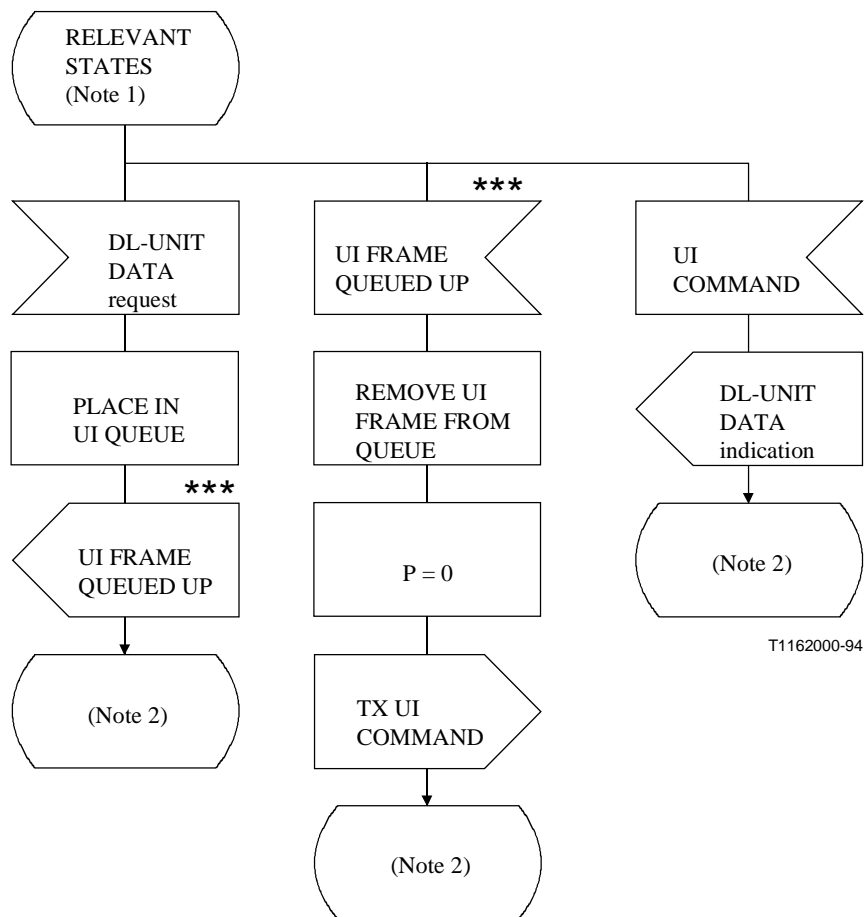 RELEVANT
STATES
(Note 1)
***
DL-UNIT
DATA
request
UI FRAME
QUEUED UP
UI
COMMAND
PLACE IN
UI QUEUE
REMOVE UI
FRAME FROM
QUEUE
DL-UNIT
DATA
indication
***
UI FRAME
QUEUED UP
P = 0
(Note 2)
T1162000-94
(Note 2)
TX UI
COMMAND
(Note 2)